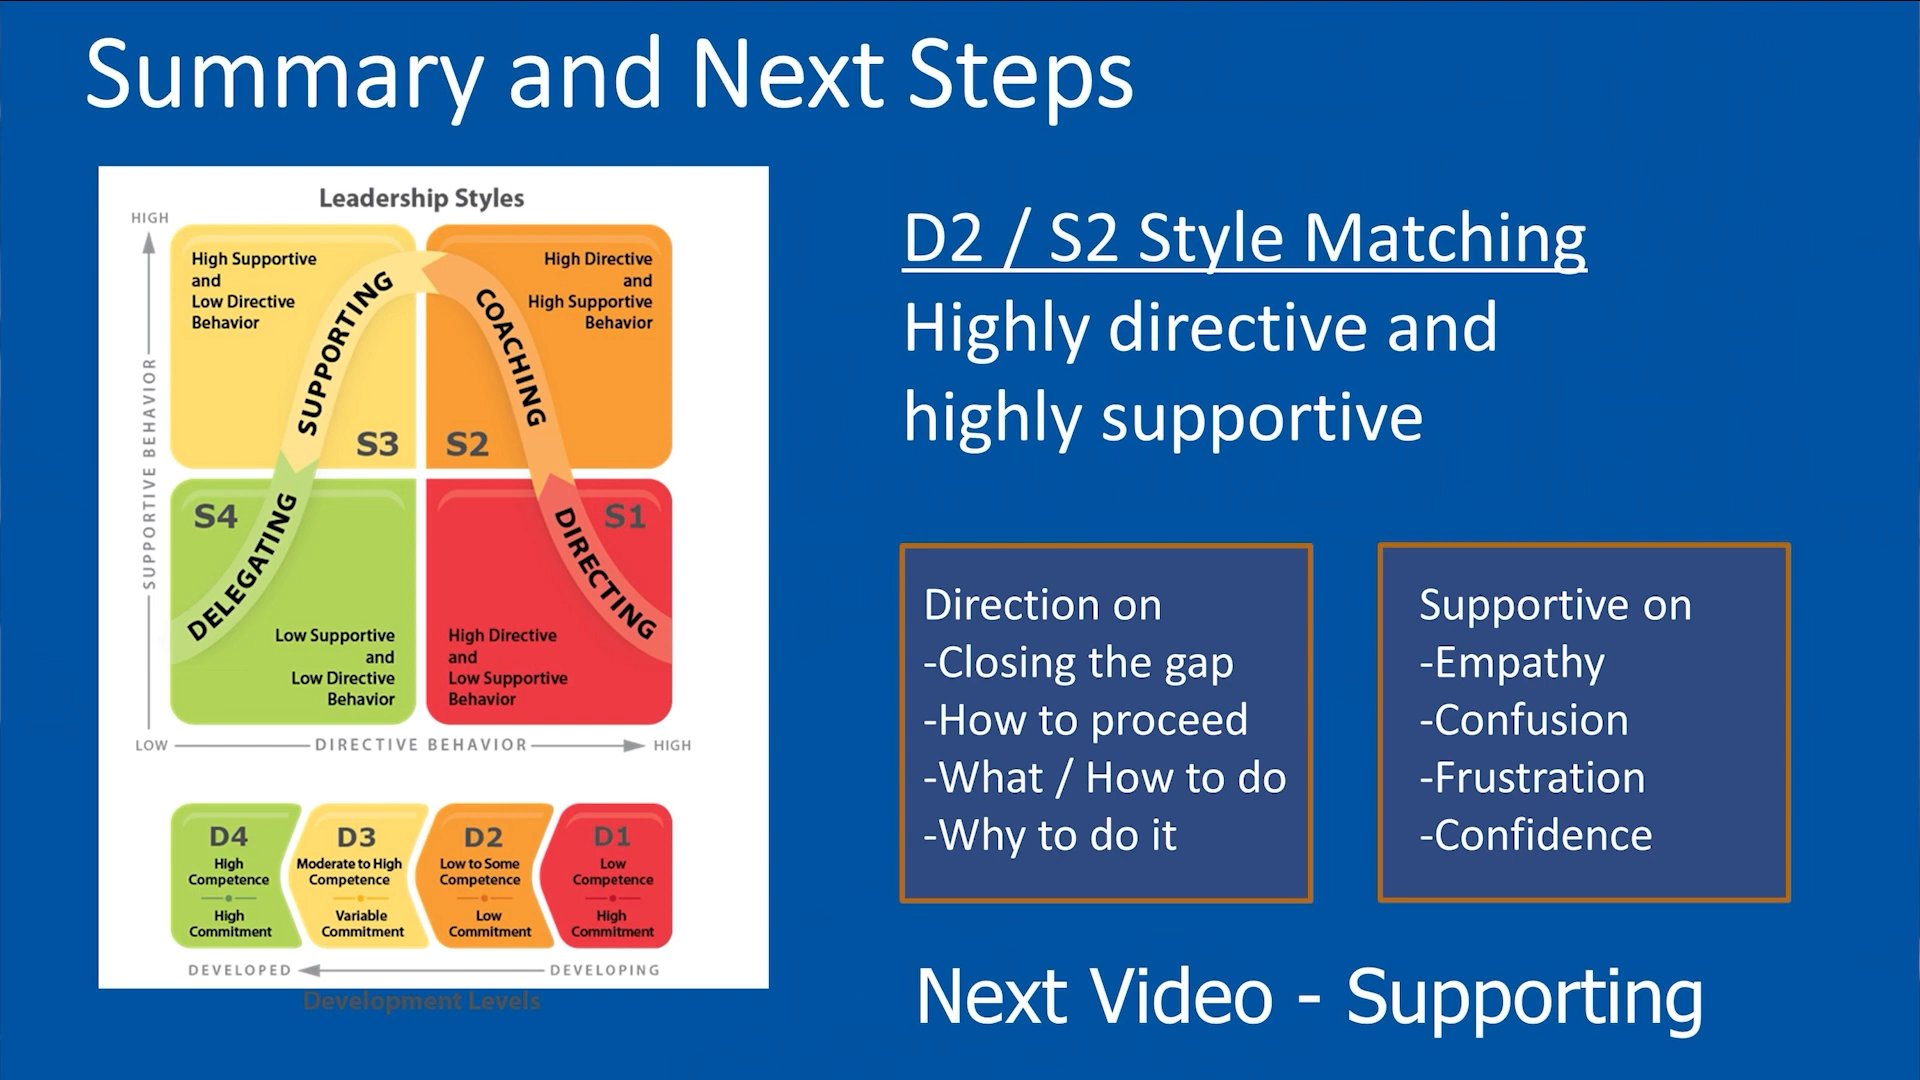 Summary and Next Steps
Leadership Styles
HIGH
SUPPORTIVE BEHAVIOR
High Supportive
and
Low Directive
Behavior
SUPPORTING
S3
High Directive
and
High Supportive
Behavior
COACHING
S2
S4
DELEGATING
Low Supportive
and
Low Directive
Behavior
S1
DIRECTING
High Directive
and
Low Supportive
Behavior
LOW
DIRECTIVE BEHAVIOR
HIGH
D4
High
Competence
High
Commitment
D3
Moderate to High
Competence
Variable
Commitment
D2
Low to Some
Competence
Low
Commitment
D1
Low
Competence
High
Commitment
DEVELOPED
DEVELOPING
Development Levels
D2 / S2 Style Matching
Highly directive and
highly supportive
Direction on
-Closing the gap
-How to proceed
-What / How to do
-Why to do it
Supportive on
-Empathy
-Confusion
-Frustration
-Confidence
Next Video - Supporting